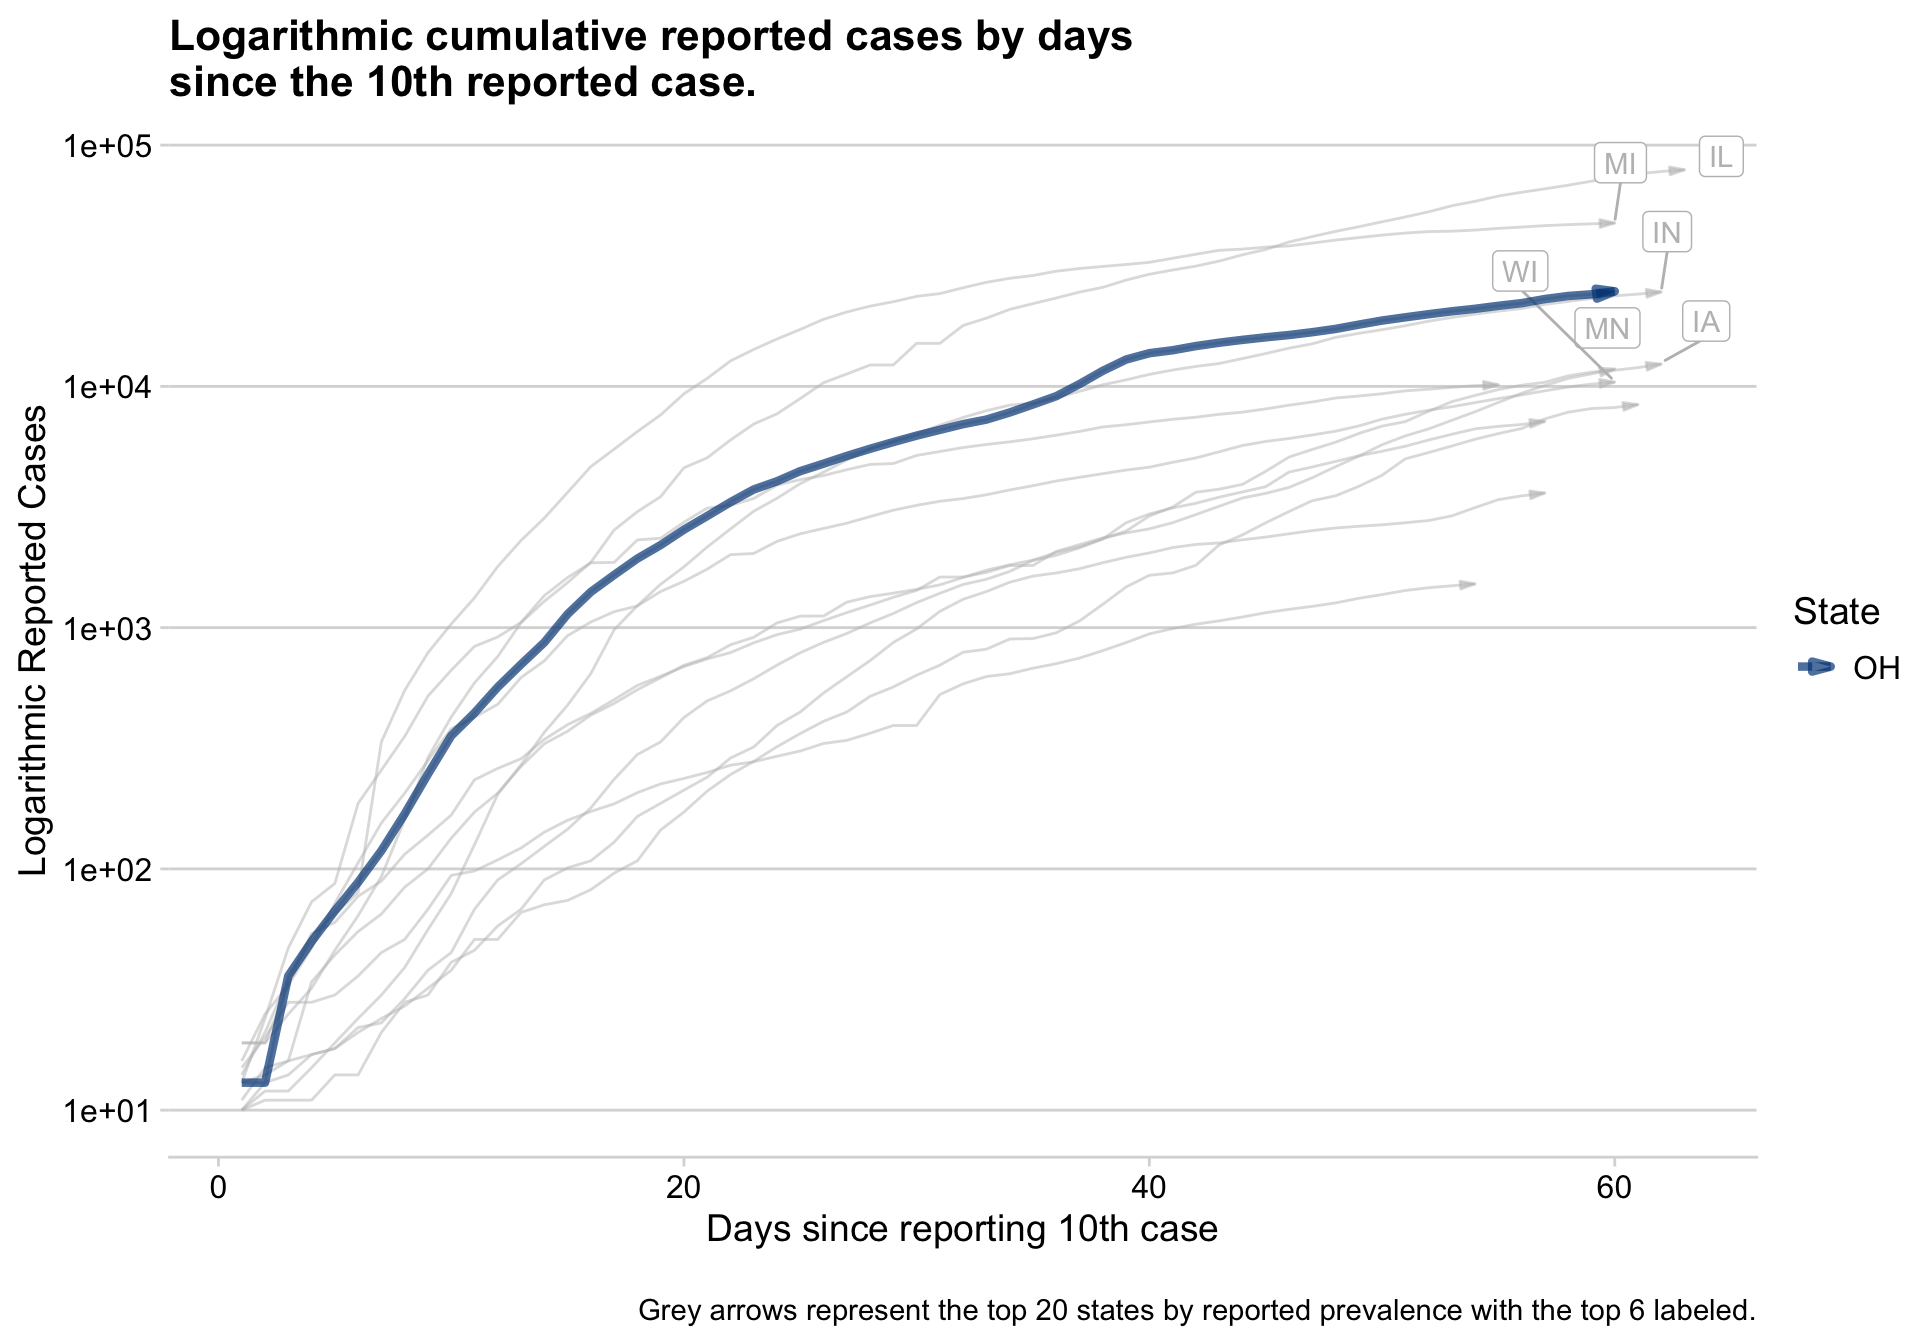 Logarithmic cumulative reported cases by days
since the 10th reported case.
1e+05
1e+04
1e+03
1e+02
1e+01
Logarithmic Reported Cases
MI
IL
IN
WI
MN
IA
State
OH
0
20
40
60
Days since reporting 10th case
Grey arrows represent the top 20 states by reported prevalence with the top 6 labeled.